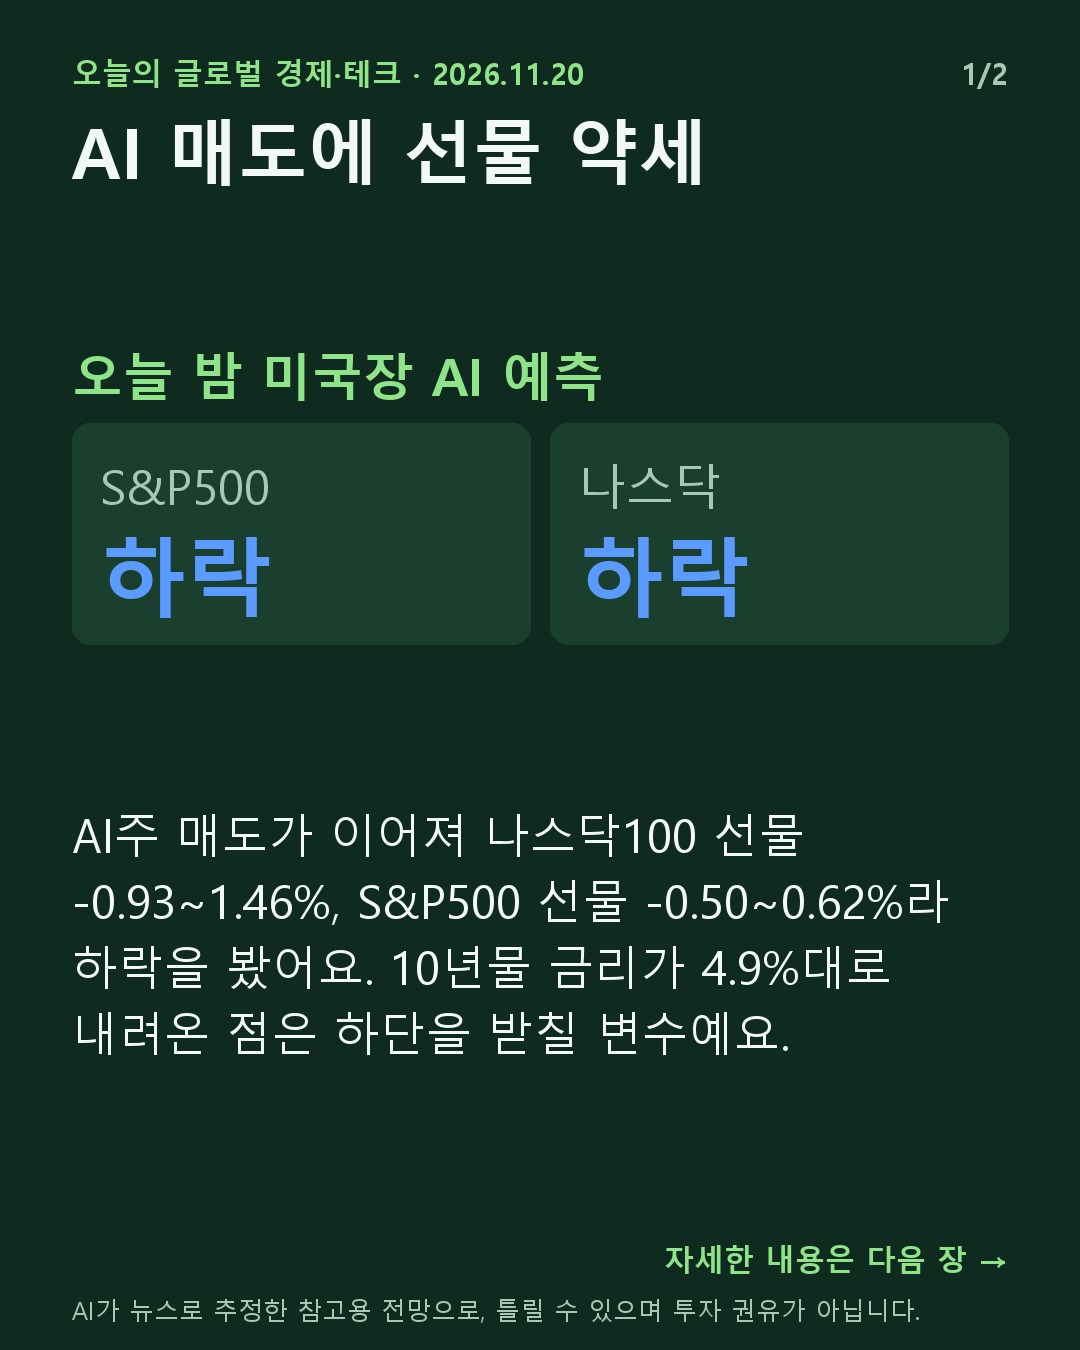 오늘의 글로벌 경제·테크 · 2026.11.20
1/2
AI 매도에 선물 약세
오늘 밤 미국장 AI 예측
S&P500
하락
나스닥
하락
AI주 매도가 이어져 나스닥100 선물
-0.93~1.46%, S&P500 선물 -0.50~0.62%라
하락을 봤어요. 10년물 금리가 4.9%대로
내려온 점은 하단을 받칠 변수예요.
자세한 내용은 다음 장 →
AI가 뉴스로 추정한 참고용 전망으로, 틀릴 수 있으며 투자 권유가 아닙니다.